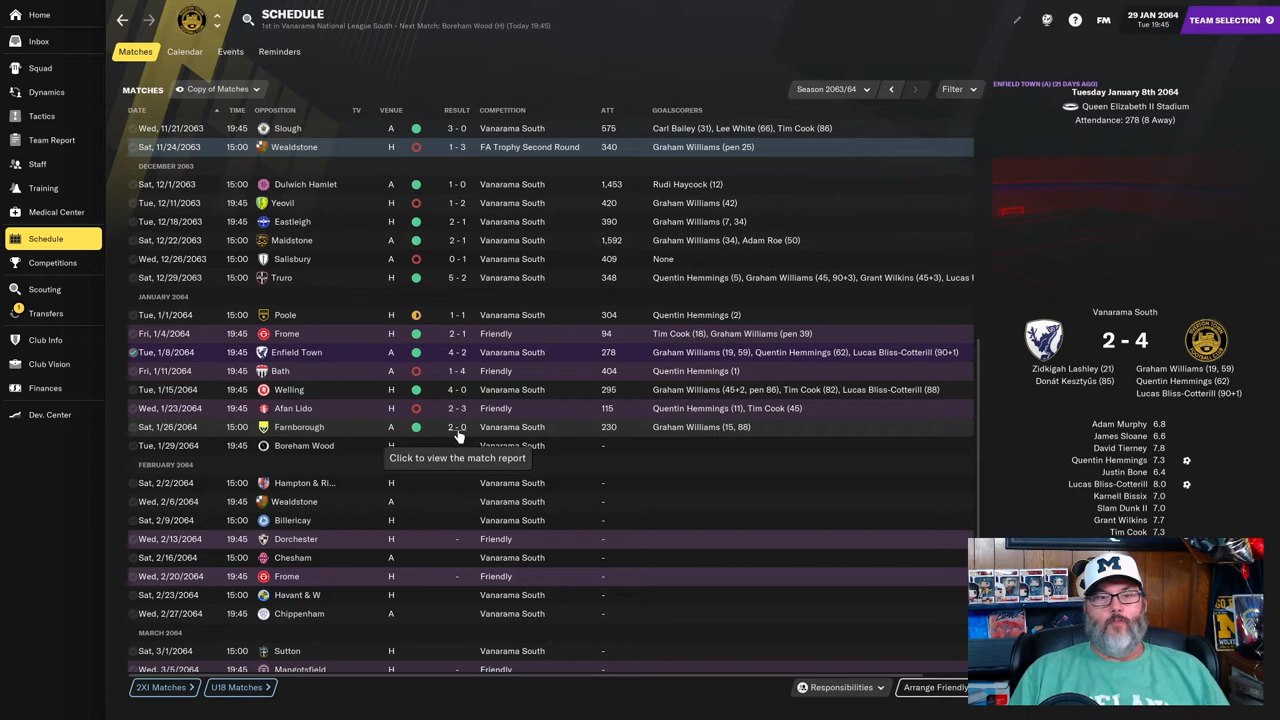 Home
Inbox
Squad
Dynamics
Tactics
Team Report
Staff
Training
Medical Center
Schedule
Competitions
Scouting
1
Transfers
Club Info
Club Vision
Finances
Dev. Center
SCHEDULE
1st in Vanarama National League South - Next Match: Boreham Wood (H) (Today 19:45)
FM
29 JAN 2064
Tue 19:45
TEAM SELECTION
Matches Calendar Events Reminders
MATCHES Copy of Matches Season 2063/64 Filter
DATE TIME OPPOSITION TV VENUE RESULT COMPETITION ATT GOALSCORERS
Wed, 11/21/2063 19:45 Slough A 3 - 0 Vanarama South 575 Carl Bailey (31), Lee White (66), Tim Cook (86)
Sat, 11/24/2063 15:00 Wealdstone H 1 - 3 FA Trophy Second Round 340 Graham Williams (pen 25)
DECEMBER 2063
Sat, 12/1/2063 15:00 Dulwich Hamlet A 1 - 0 Vanarama South 1,453 Rudi Haycock (12)
Tue, 12/11/2063 19:45 Yeovil H 1 - 2 Vanarama South 420 Graham Williams (42)
Tue, 12/18/2063 19:45 Eastleigh H 2 - 1 Vanarama South 390 Graham Williams (7, 34)
Sat, 12/22/2063 15:00 Maidstone A 2 - 1 Vanarama South 1,592 Graham Williams (34), Adam Roe (50)
Wed, 12/26/2063 15:00 Salisbury A 0 - 1 Vanarama South 409 None
Sat, 12/29/2063 15:00 Truro H 5 - 2 Vanarama South 348 Quentin Hemmings (5), Graham Williams (45, 90+3), Grant Wilkins (45+3), Lucas
JANUARY 2064
Tue, 1/1/2064 15:00 Poole H 1 - 1 Vanarama South 304 Quentin Hemmings (2)
Fri, 1/4/2064 19:45 Frome H 2 - 1 Friendly 94 Tim Cook (18), Graham Williams (pen 39)
Tue, 1/8/2064 19:45 Enfield Town A 4 - 2 Vanarama South 278 Graham Williams (19, 59), Quentin Hemmings (62), Lucas Bliss-Cotterill (90+1)
Fri, 1/11/2064 19:45 Bath A 1 - 4 Friendly 404 Quentin Hemmings (1)
Tue, 1/15/2064 19:45 Welling H 4 - 0 Vanarama South 295 Graham Williams (45+2, pen 86), Tim Cook (82), Lucas Bliss-Cotterill (88)
Wed, 1/23/2064 19:45 Afan Lido H 2 - 3 Friendly 115 Quentin Hemmings (11), Tim Cook (45)
Sat, 1/26/2064 15:00 Farnborough A 2 - 0 Vanarama South 230 Graham Williams (15, 88)
Tue, 1/29/2064 19:45 Boreham Wood H Vanarama South -
Click to view the match report
FEBRUARY 2064
Sat, 2/2/2064 15:00 Hampton & Ri... H Vanarama South -
Wed, 2/6/2064 19:45 Wealdstone A Vanarama South -
Sat, 2/9/2064 15:00 Billericay H Vanarama South -
Wed, 2/13/2064 19:45 Dorchester H - Friendly -
Sat, 2/16/2064 15:00 Chesham A Vanarama South -
Wed, 2/20/2064 19:45 Frome H - Friendly -
Sat, 2/23/2064 15:00 Havant & W H Vanarama South -
Wed, 2/27/2064 19:45 Chippenham A Vanarama South -
MARCH 2064
Sat, 3/1/2064 15:00 Sutton H Vanarama South -
Wed, 3/5/2064 19:45 Mangotsfield H - Friendly -
2XI Matches U18 Matches Responsibilities Arrange Friendly
ENFIELD TOWN (A) (21 DAYS AGO)
Tuesday January 8th 2064
Queen Elizabeth II Stadium
Attendance: 278 (8 Away)
Vanarama South
2 - 4
Zidkigah Lashley (21)
Donát Kesztyűs (85)
Graham Williams (19, 59)
Quentin Hemmings (62)
Lucas Bliss-Cotterill (90+1)
Adam Murphy 6.8
James Sloane 6.6
David Tierney 7.8
Quentin Hemmings 7.3
Justin Bone 6.4
Lucas Bliss-Cotterill 8.0
Karnell Bissix 7.0
Slam Dunk II 7.0
Grant Wilkins 7.7
Tim Cook 7.3
M